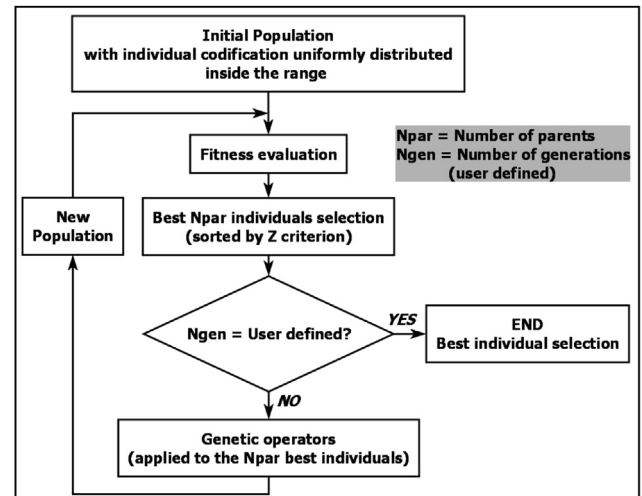 Initial Population
with individual codification uniformly distributed
inside the range
Fitness evaluation
Npar = Number of parents
Ngen = Number of generations
(user defined)
New
Population
Best Npar individuals selection
(sorted by Z criterion)
Ngen = User defined?
YES
END
Best individual selection
NO
Genetic operators
(applied to the Npar best individuals)